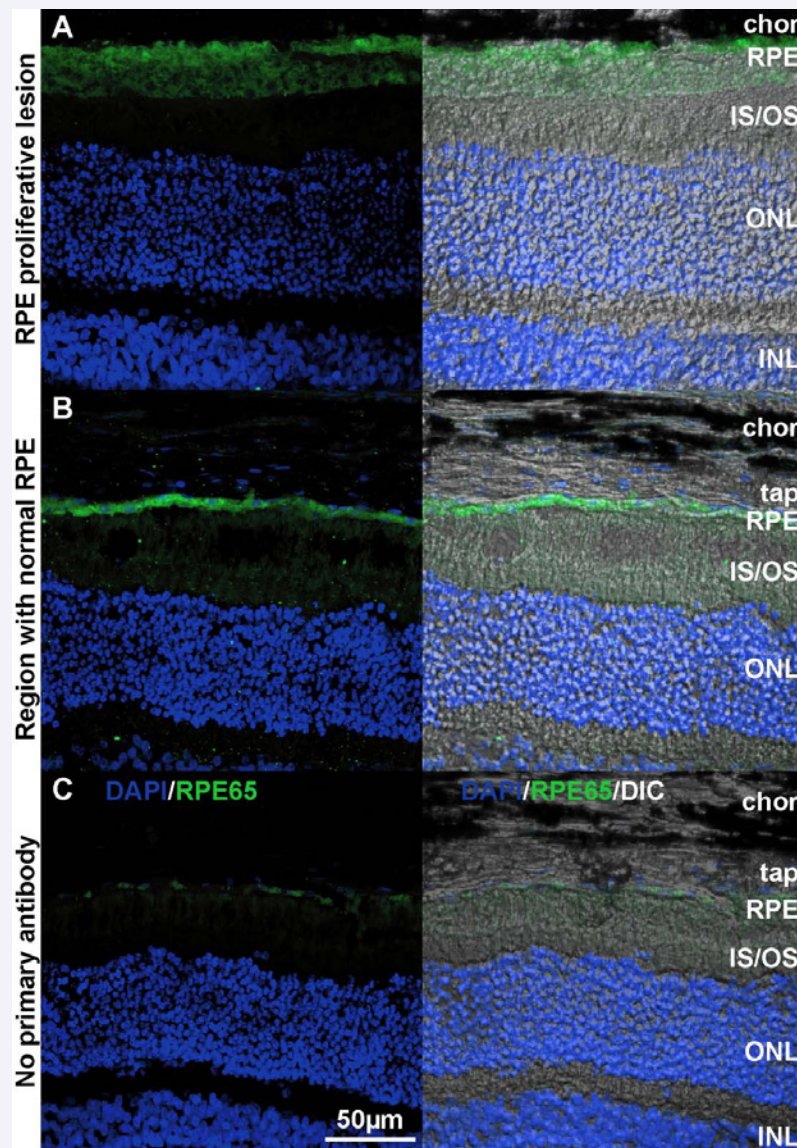 A
RPE proliferative lesion
chor
RPE
IS/OS
ONL
INL
B
Region with normal RPE
chor
tap
RPE
IS/OS
ONL
C
No primary antibody
DAPI/RPE65
DAPI/RPE65/DIC
chor
tap
RPE
IS/OS
ONL
INL
50µm